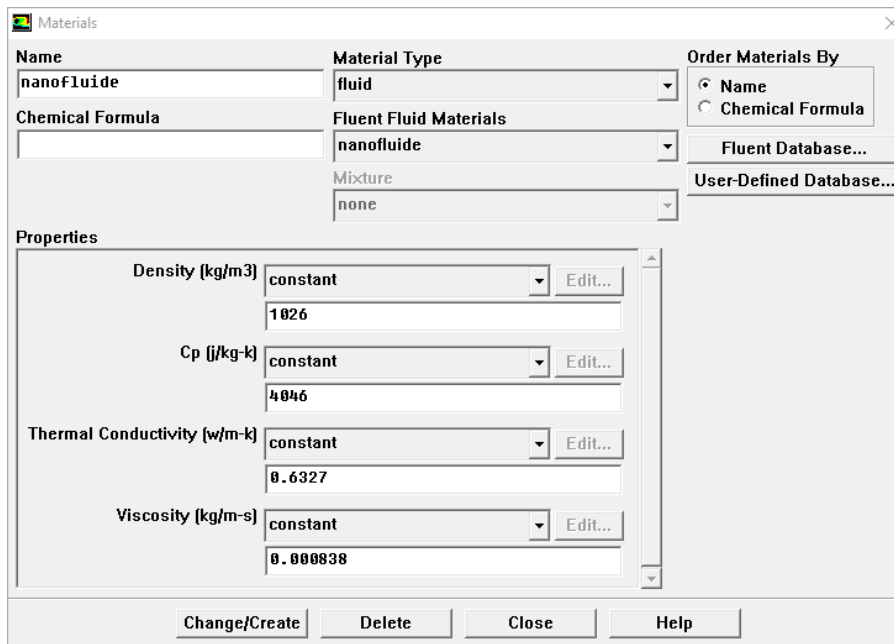 Materials
Name
nanofluide
Chemical Formula
Material Type
fluid
Fluent Fluid Materials
nanofluide
Mixture
none
Order Materials By
Name
Chemical Formula
Fluent Database...
User-Defined Database...
Properties
Density (kg/m3) constant Edit...
1026
Cp (j/kg-k) constant Edit...
4046
Thermal Conductivity (w/m-k) constant Edit...
0.6327
Viscosity (kg/m-s) constant Edit...
0.000838
Change/Create Delete Close Help